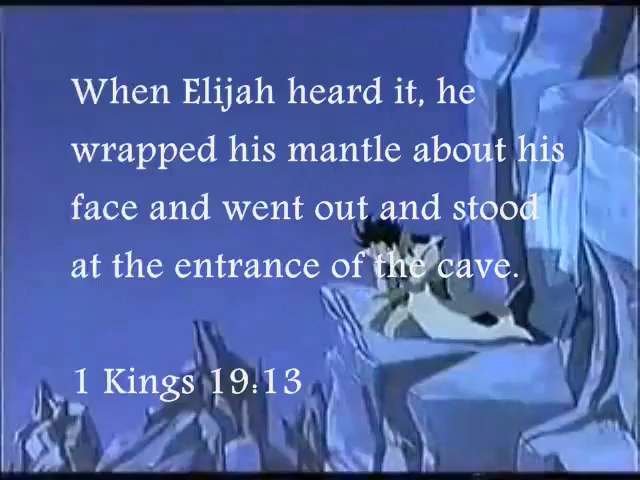 When Elijah heard it, he
wrapped his mantle about his
face and went out and stood
at the entrance of the cave.
1 Kings 19:13